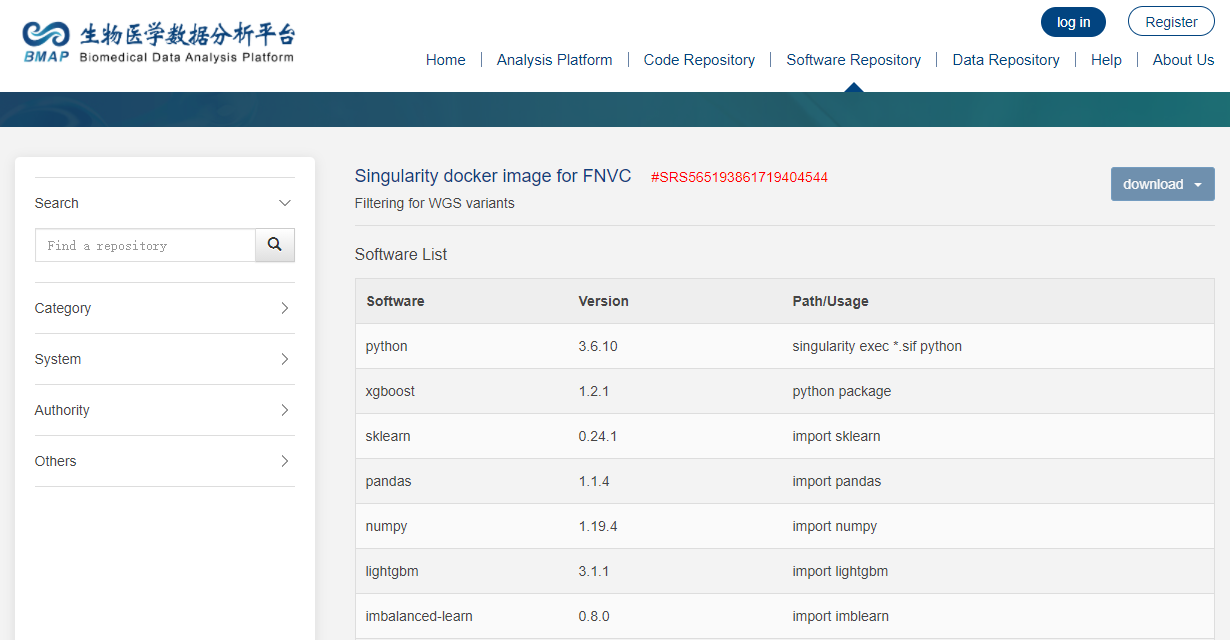 生物医学数据分析平台
BMAP Biomedical Data Analysis Platform
log in Register
Home Analysis Platform Code Repository Software Repository Data Repository Help About Us
Search
Find a repository
Category
System
Authority
Others
Singularity docker image for FNVC #SRS565193861719404544
download
Filtering for WGS variants
Software List
Software Version Path/Usage
python 3.6.10 singularity exec *.sif python
xgboost 1.2.1 python package
sklearn 0.24.1 import sklearn
pandas 1.1.4 import pandas
numpy 1.19.4 import numpy
lightgbm 3.1.1 import lightgbm
imbalanced-learn 0.8.0 import imblearn